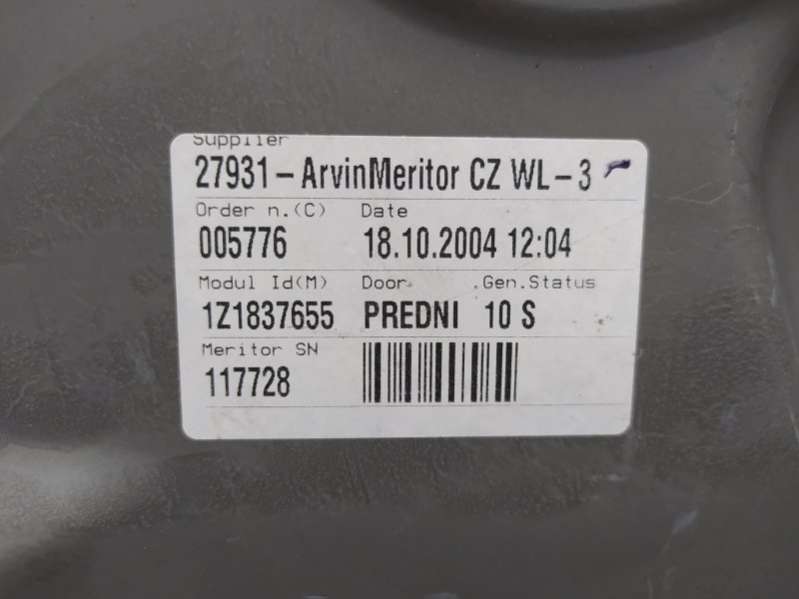 Supplier
27931-ArvinMeritor CZ WL-3
Order n.(C) Date
005776 18.10.2004 12:04
Modul Id(M) Door .Gen.Status
1Z1837655 PREDNI 10 S
Meritor SN
117728